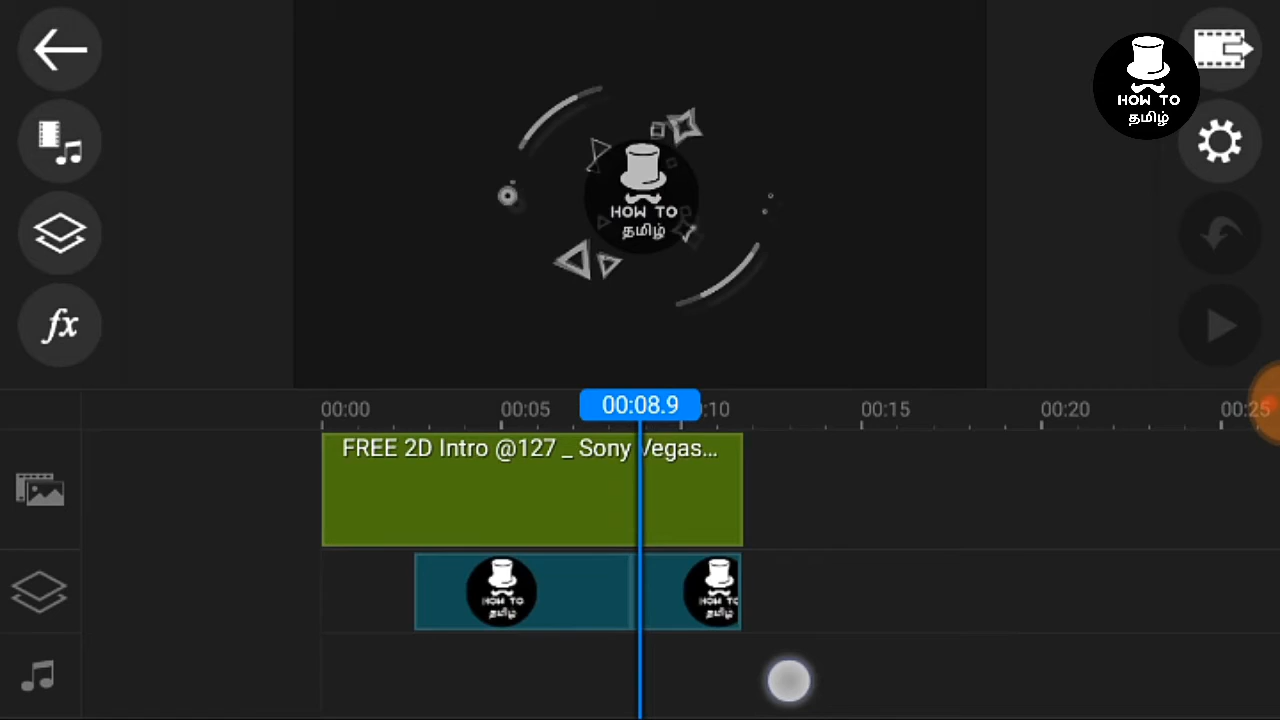 HOW TO
தமிழ்
fx
HOW TO
தமிழ்
00:00
00:05
00:08.9
:10
00:15
00:20
00:25
FREE 2D Intro @127 _ Sony Vegas...
HOW TO
தமிழ்
HOW TO
தமிழ்